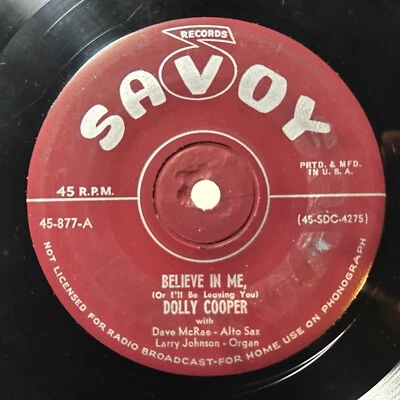 RECORDS
SAVOY
PRTD. & MFD.
IN U. S. A.
45 R.P.M.
45-877-A
(45-SDC-4275)
BELIEVE IN ME,
(Or I'll Be Leaving You)
DOLLY COOPER
with
Dave McRae - Alto Sax
Larry Johnson - Organ
NOT LICENSED FOR RADIO BROADCAST-FOR HOME USE ON PHONOGRAPH